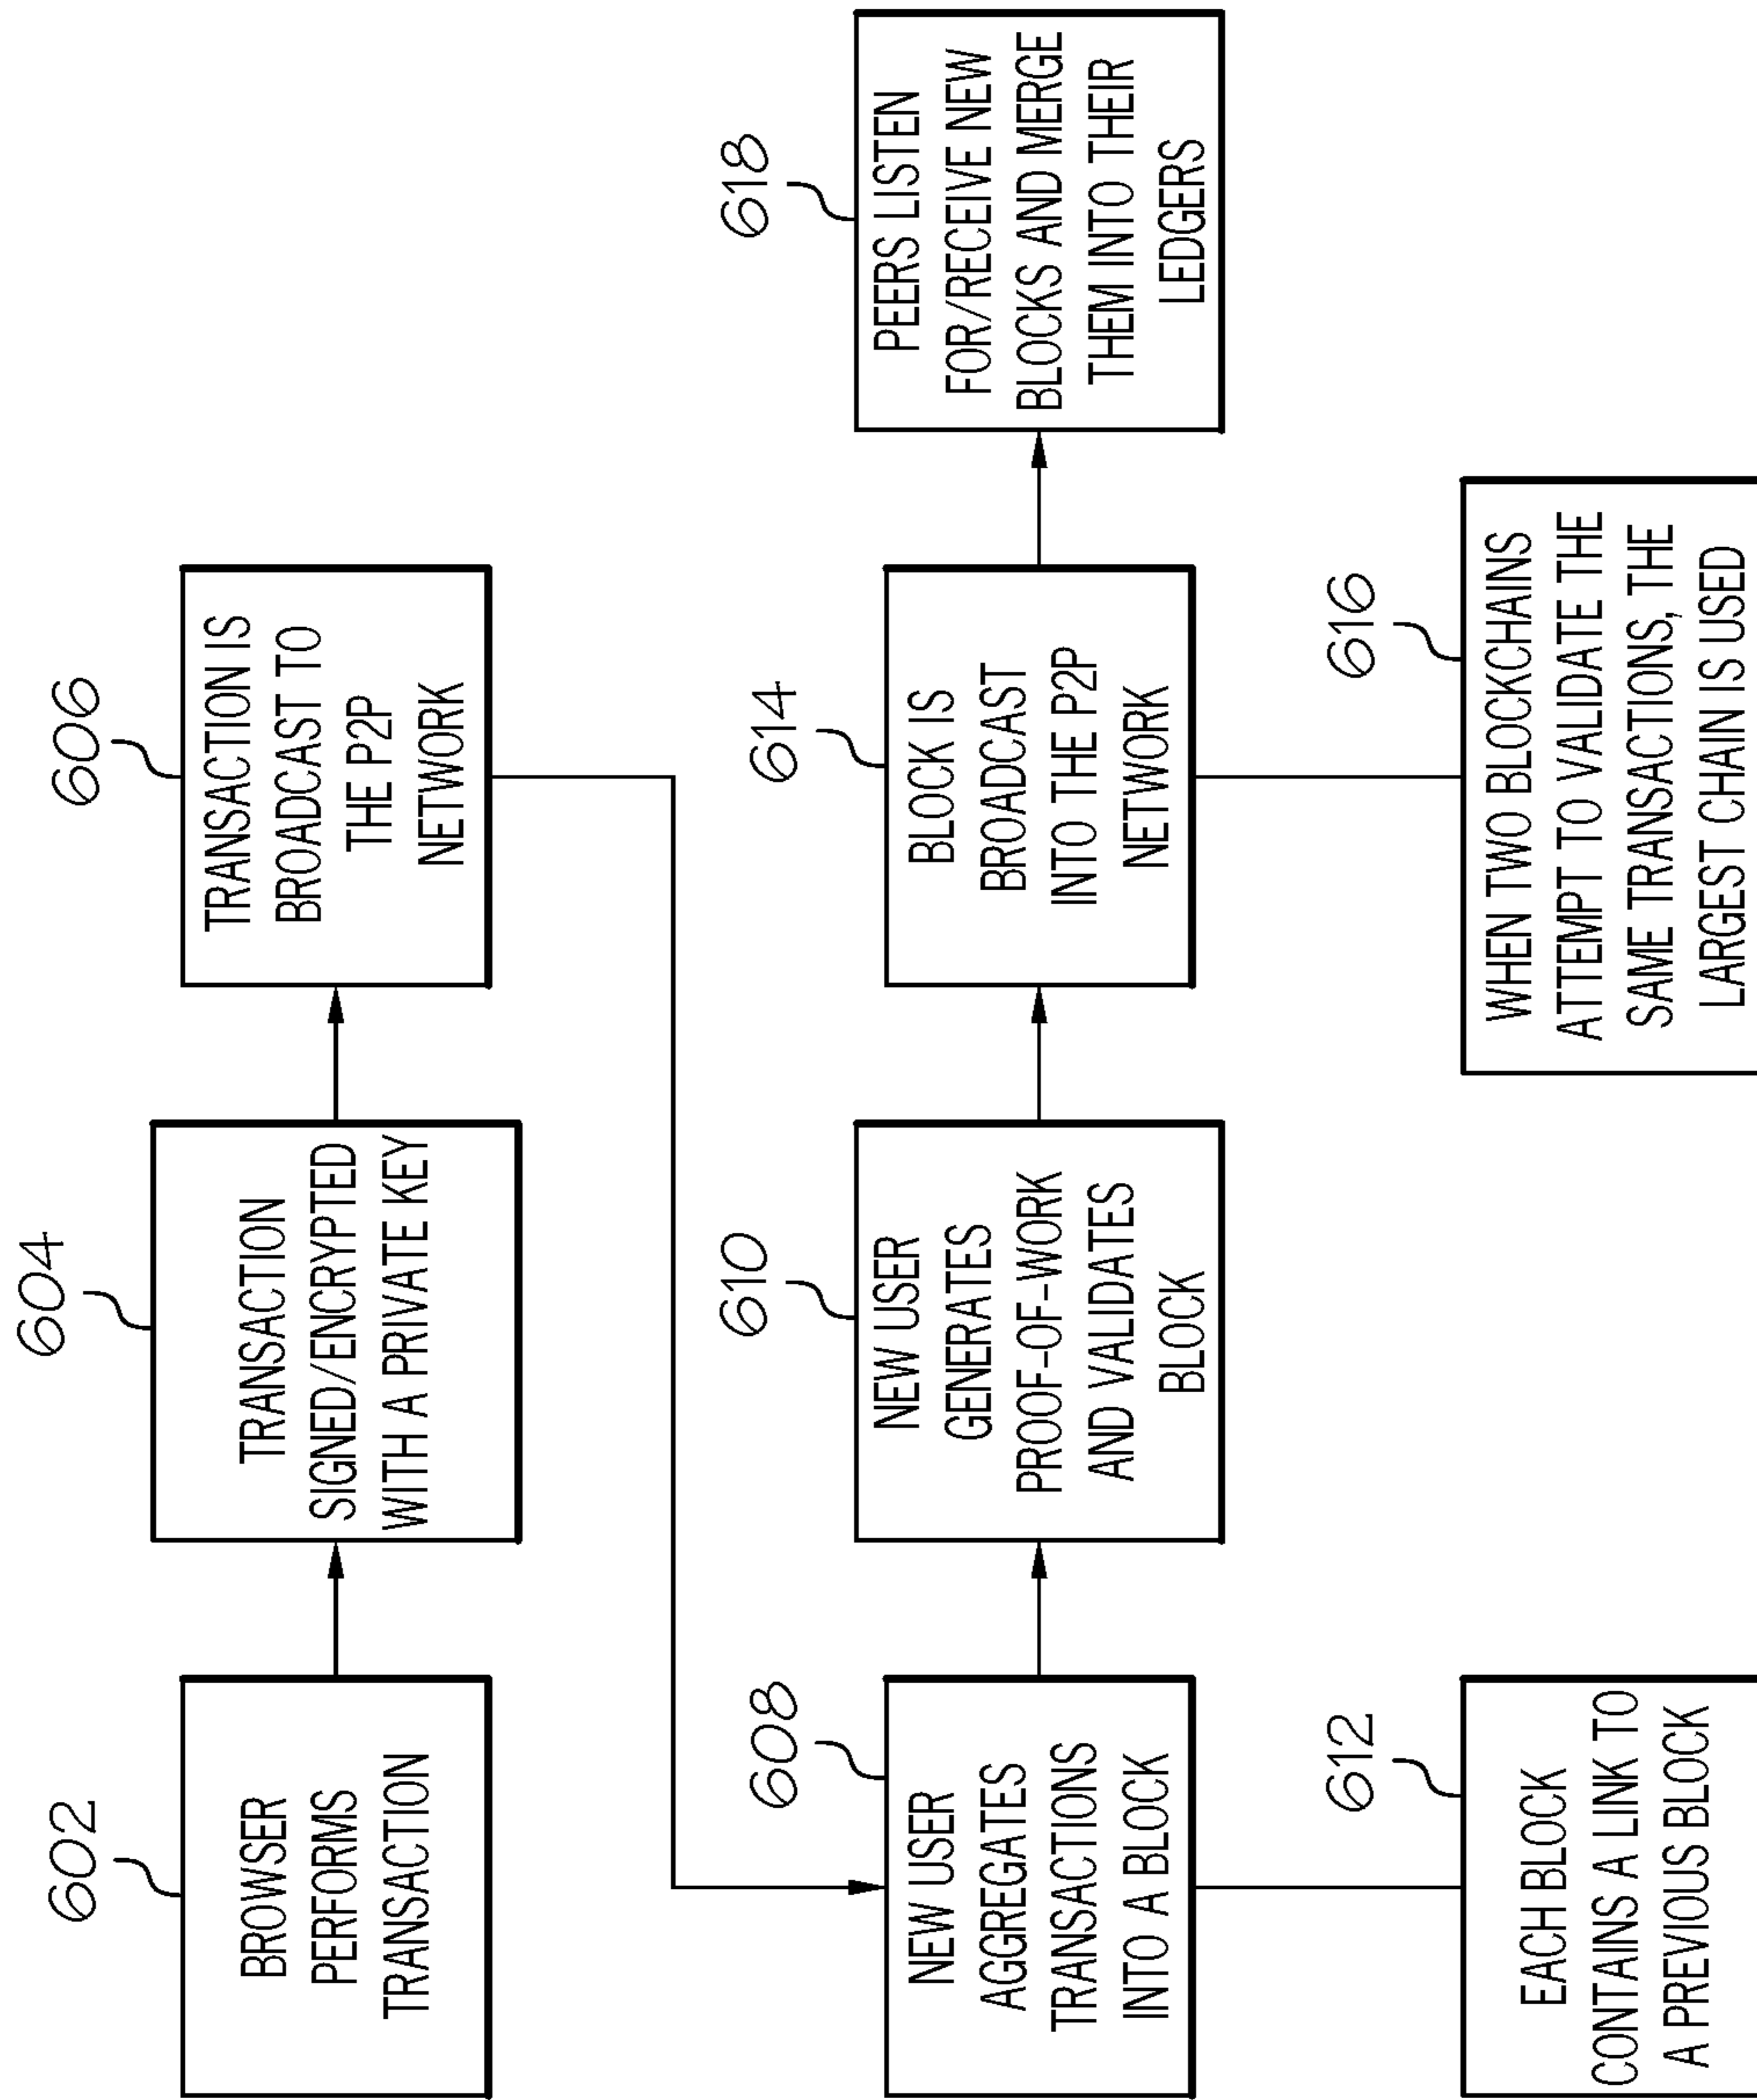 602
BROWSER
PERFORMS
TRANSACTION
604
TRANSACTION
SIGNED/ENCRYPTED
WITH A PRIVATE KEY
606
TRANSACTION IS
BROADCAST TO
THE P2P
NETWORK
608
NEW USER
AGGREGATES
TRANSACTIONS
INTO A BLOCK
610
NEW USER
GENERATES
PROOF-OF-WORK
AND VALIDATES
BLOCK
614
BLOCK IS
BROADCAST
INTO THE P2P
NETWORK
618
PEERS LISTEN
FOR/RECEIVE NEW
BLOCKS AND MERGE
THEM INTO THEIR
LEDGERS
612
EACH BLOCK
CONTAINS A LINK TO
A PREVIOUS BLOCK
616
WHEN TWO BLOCKCHAINS
ATTEMPT TO VALIDATE THE
SAME TRANSACTIONS, THE
LARGEST CHAIN IS USED